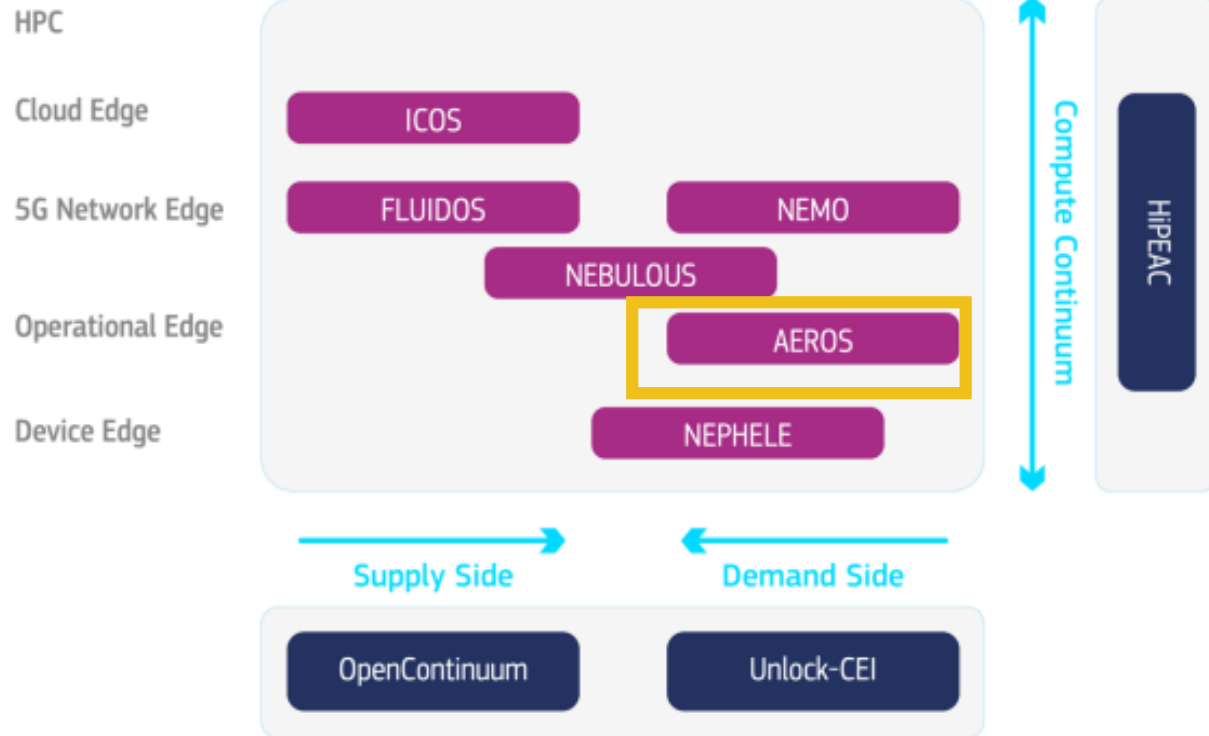 HPC
Cloud Edge
ICOS
5G Network Edge
FLUIDOS
NEMO
NEBULOUS
Operational Edge
AEROS
Device Edge
NEPHELE
Compute Continuum
HiPEAC
Supply Side
Demand Side
OpenContinuum
Unlock-CEI